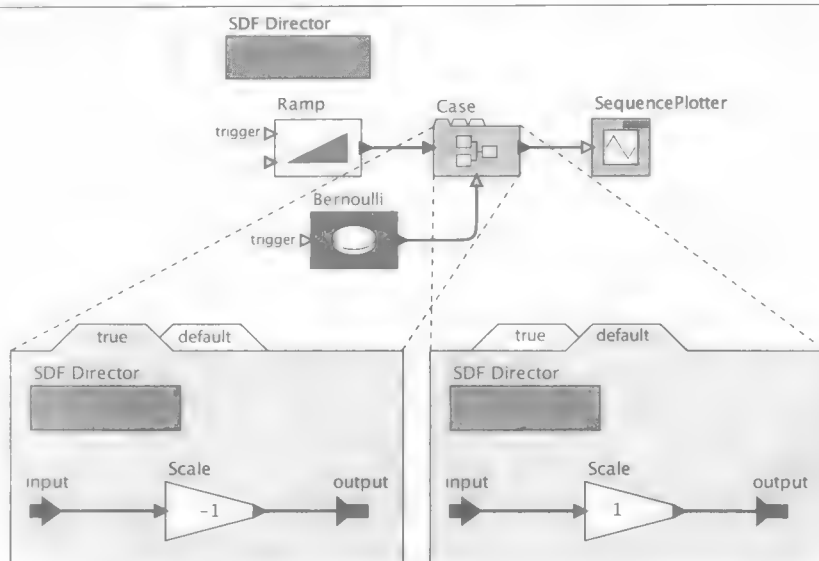 SDF Director
Ramp
Case
SequencePlotter
trigger
Bernoulli
trigger
true default
SDF Director
Scale
input
output
-1
true default
SDF Director
Scale
input
output
1